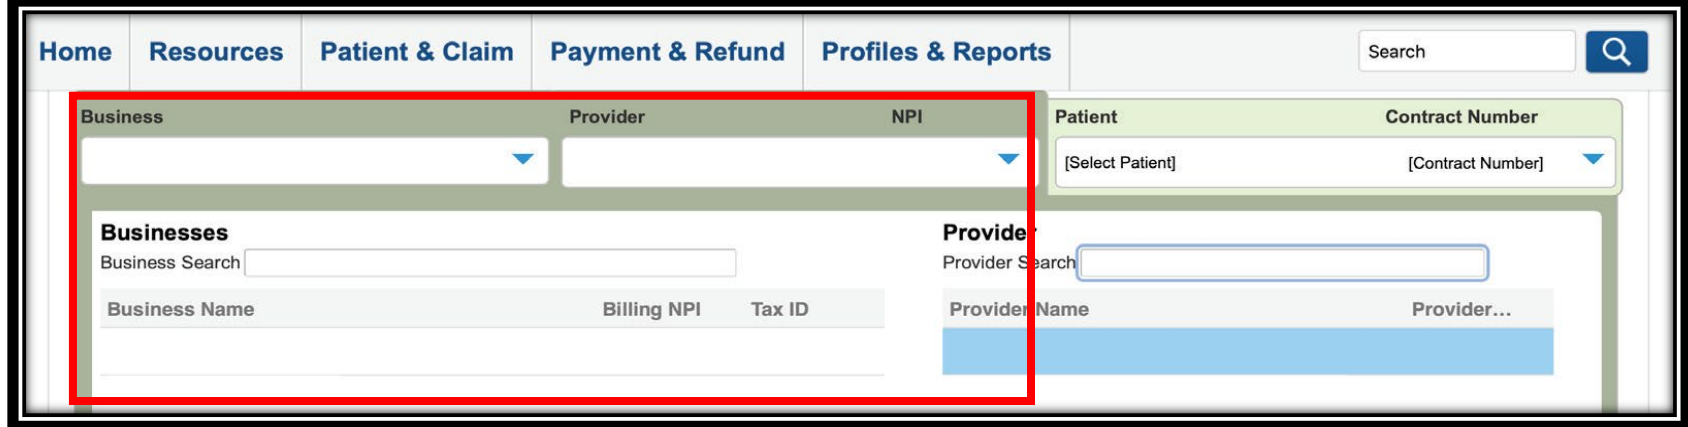 Home Resources Patient & Claim Payment & Refund Profiles & Reports Search
Business Provider NPI Patient Contract Number
[Select Patient] [Contract Number]
Businesses Provider
Business Search Provider Search
Business Name Billing NPI Tax ID Provider Name Provider...